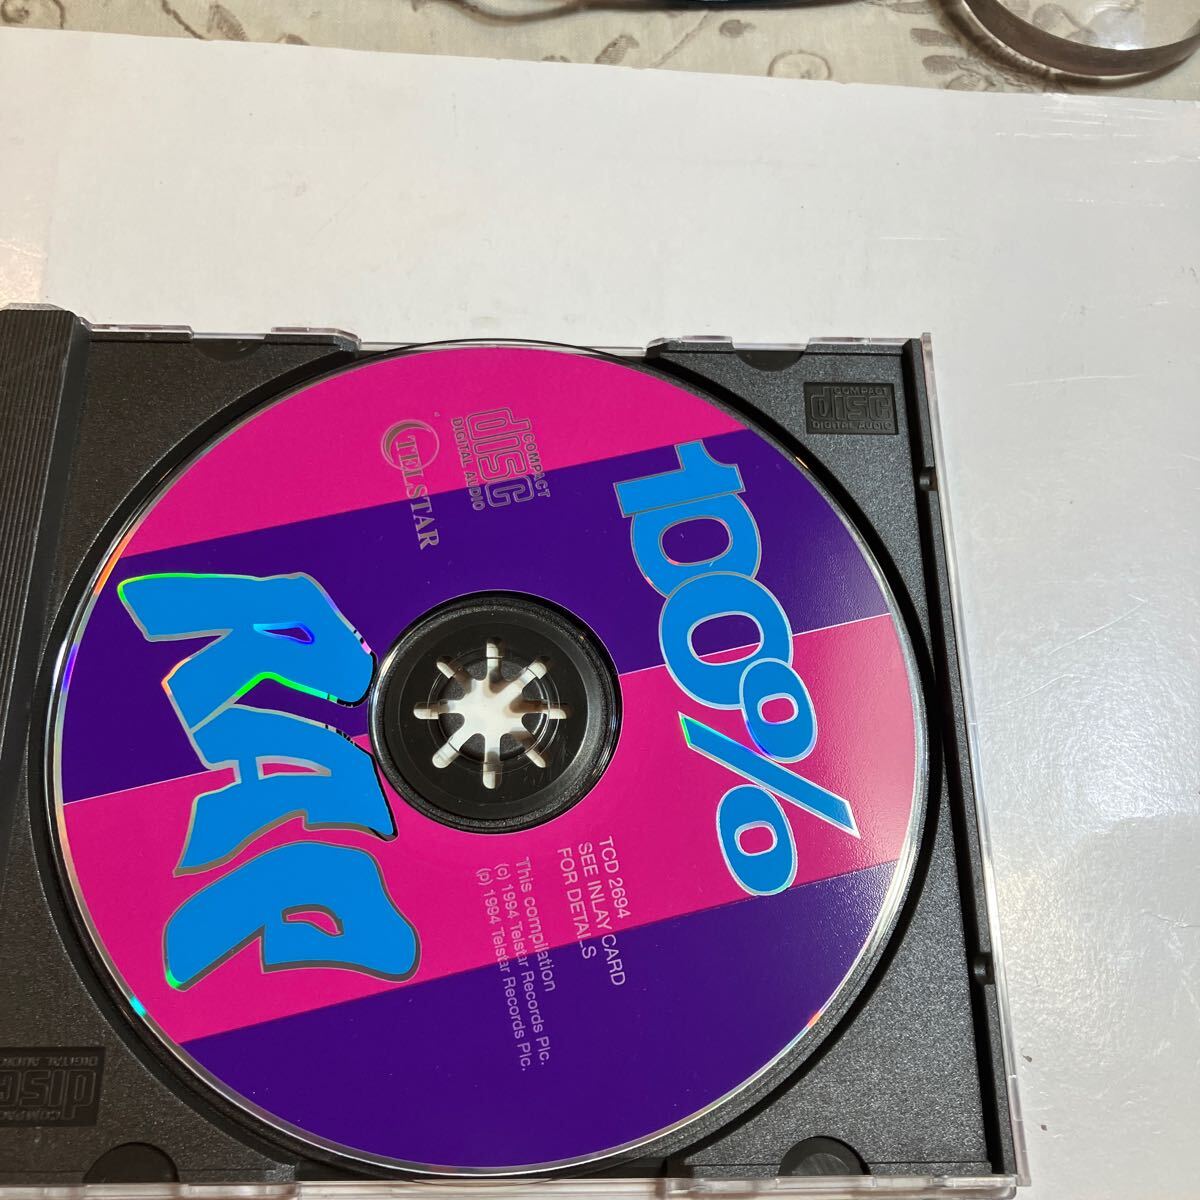 100%
RAP
COMPACT
disc
DIGITAL AUDIO
TELSTAR
TCD 2694
SEE INLAY CARD
FOR DETAILS
This compilation
(c) 1994 Telstar Records Plc.
(p) 1994 Telstar Records Plc.
COMPACT
disc
DIGITAL AUDIO
COMPACT
disc
DIGITAL AUDIO